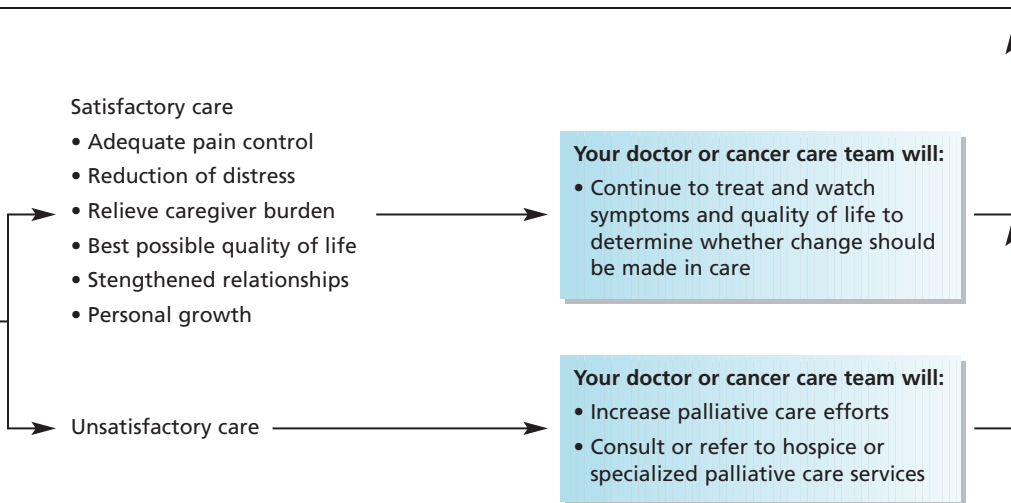 Satisfactory care
• Adequate pain control
• Reduction of distress
• Relieve caregiver burden
• Best possible quality of life
• Stengthened relationships
• Personal growth
Your doctor or cancer care team will:
• Continue to treat and watch
symptoms and quality of life to
determine whether change should
be made in care
Unsatisfactory care
Your doctor or cancer care team will:
• Increase palliative care efforts
• Consult or refer to hospice or
specialized palliative care services